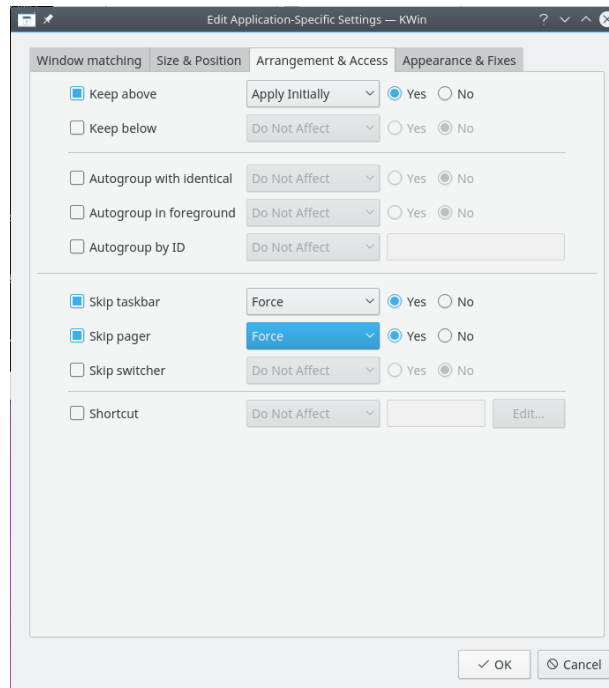 Edit Application-Specific Settings — KWin
Window matching Size & Position Arrangement & Access Appearance & Fixes
Keep above Apply Initially Yes No
Keep below Do Not Affect Yes No
Autogroup with identical Do Not Affect Yes No
Autogroup in foreground Do Not Affect Yes No
Autogroup by ID Do Not Affect
Skip taskbar Force Yes No
Skip pager Force Yes No
Skip switcher Do Not Affect Yes No
Shortcut Do Not Affect Edit...
OK Cancel